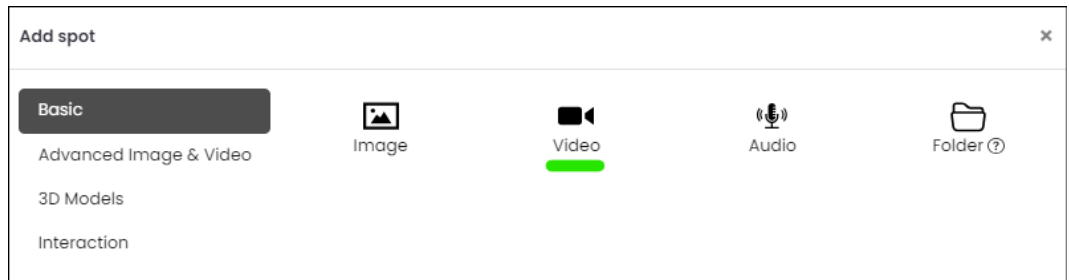 Add spot
Basic
Image
Video
Audio
Folder
Advanced Image & Video
3D Models
Interaction